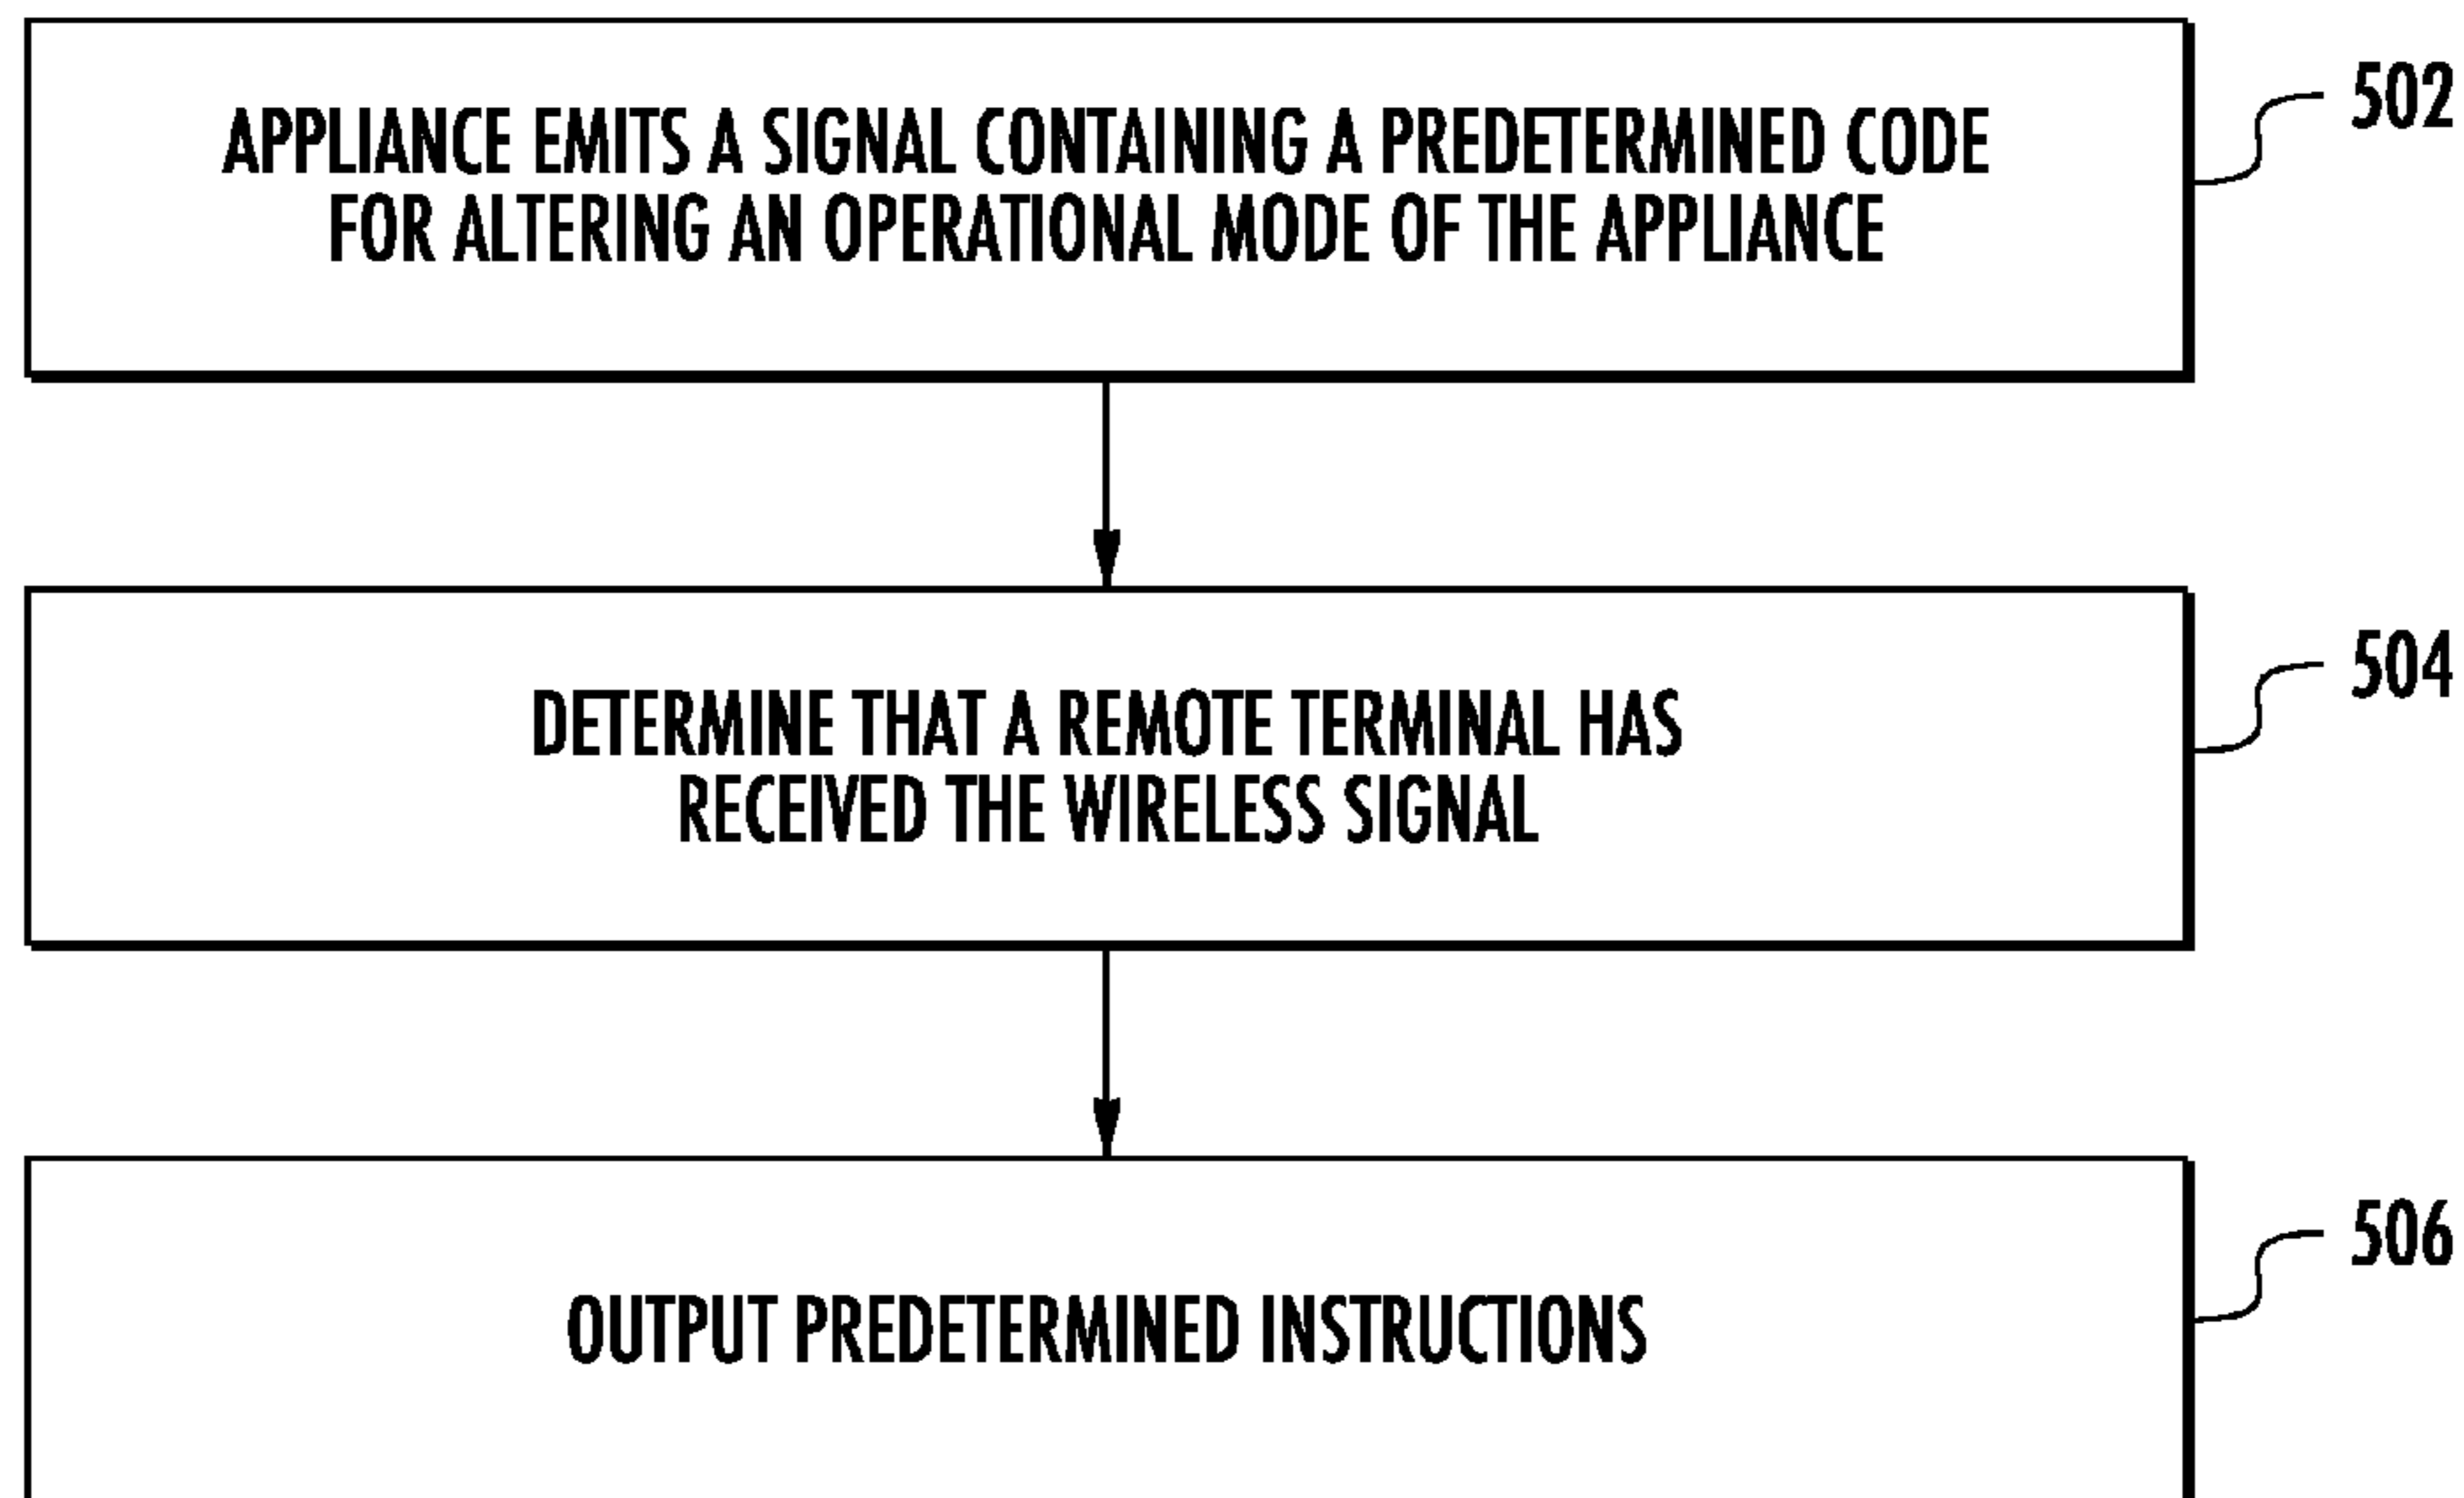 APPLIANCE EMITS A SIGNAL CONTAINING A PREDETERMINED CODE
FOR ALTERING AN OPERATIONAL MODE OF THE APPLIANCE
502
DETERMINE THAT A REMOTE TERMINAL HAS
RECEIVED THE WIRELESS SIGNAL
504
OUTPUT PREDETERMINED INSTRUCTIONS
506